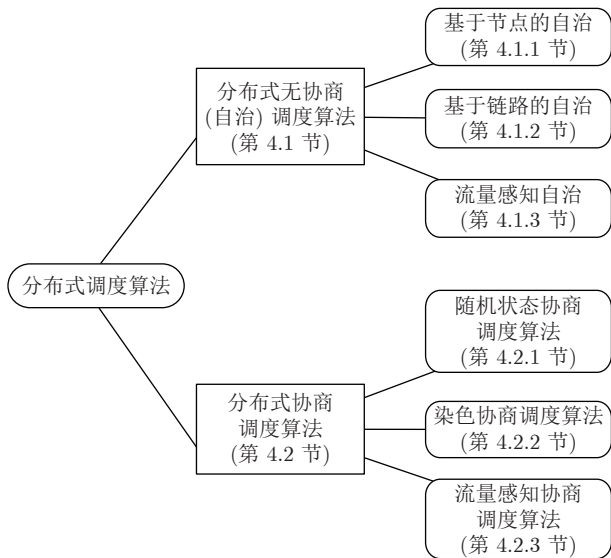 分布式调度算法
分布式无协商
(自治) 调度算法
(第 4.1 节)
基于节点的自治
(第 4.1.1 节)
基于链路的自治
(第 4.1.2 节)
流量感知自治
(第 4.1.3 节)
分布式协商
调度算法
(第 4.2 节)
随机状态协商
调度算法
(第 4.2.1 节)
染色协商调度算法
(第 4.2.2 节)
流量感知协商
调度算法
(第 4.2.3 节)